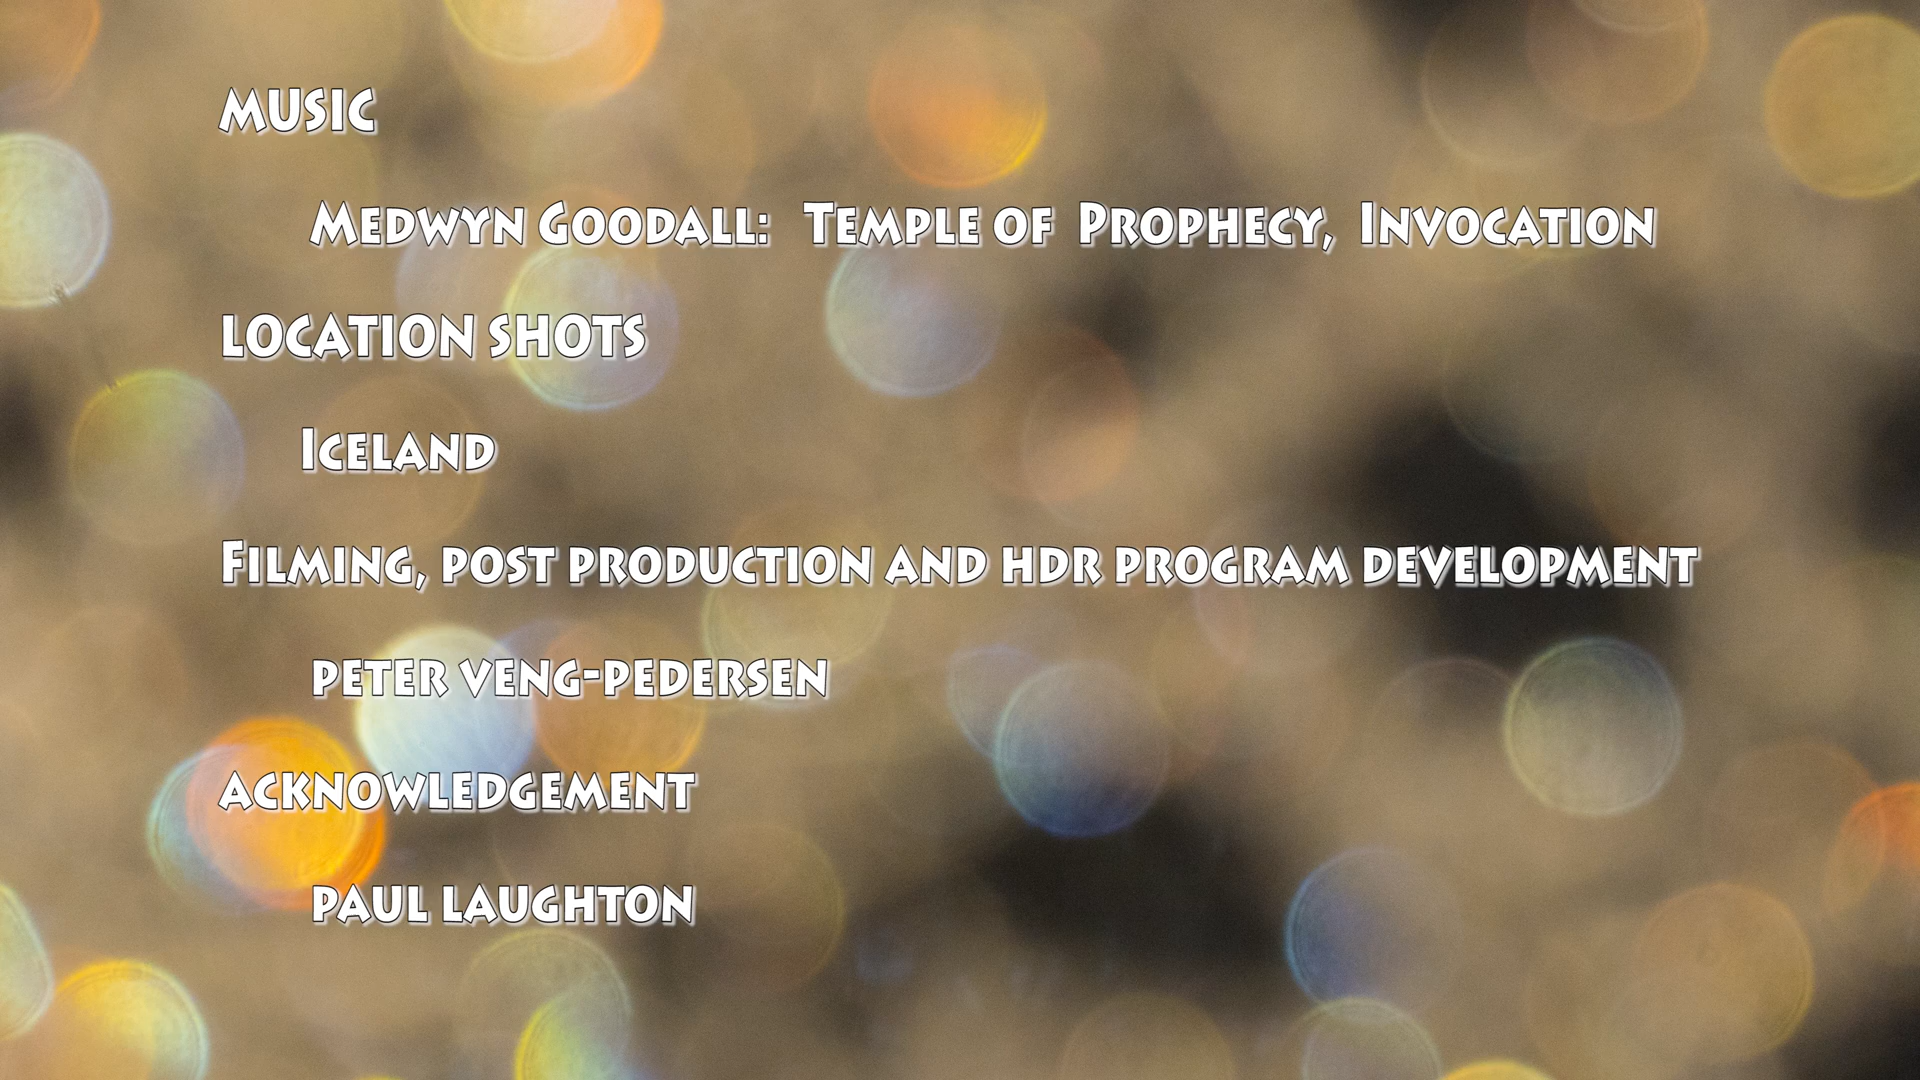 MUSIC
MEDWYN GOODALL: TEMPLE OF PROPHECY, INVOCATION
LOCATION SHOTS
ICELAND
FILMING, POST PRODUCTION AND HDR PROGRAM DEVELOPMENT
PETER VENG-PEDERSEN
ACKNOWLEDGEMENT
PAUL LAUGHTON